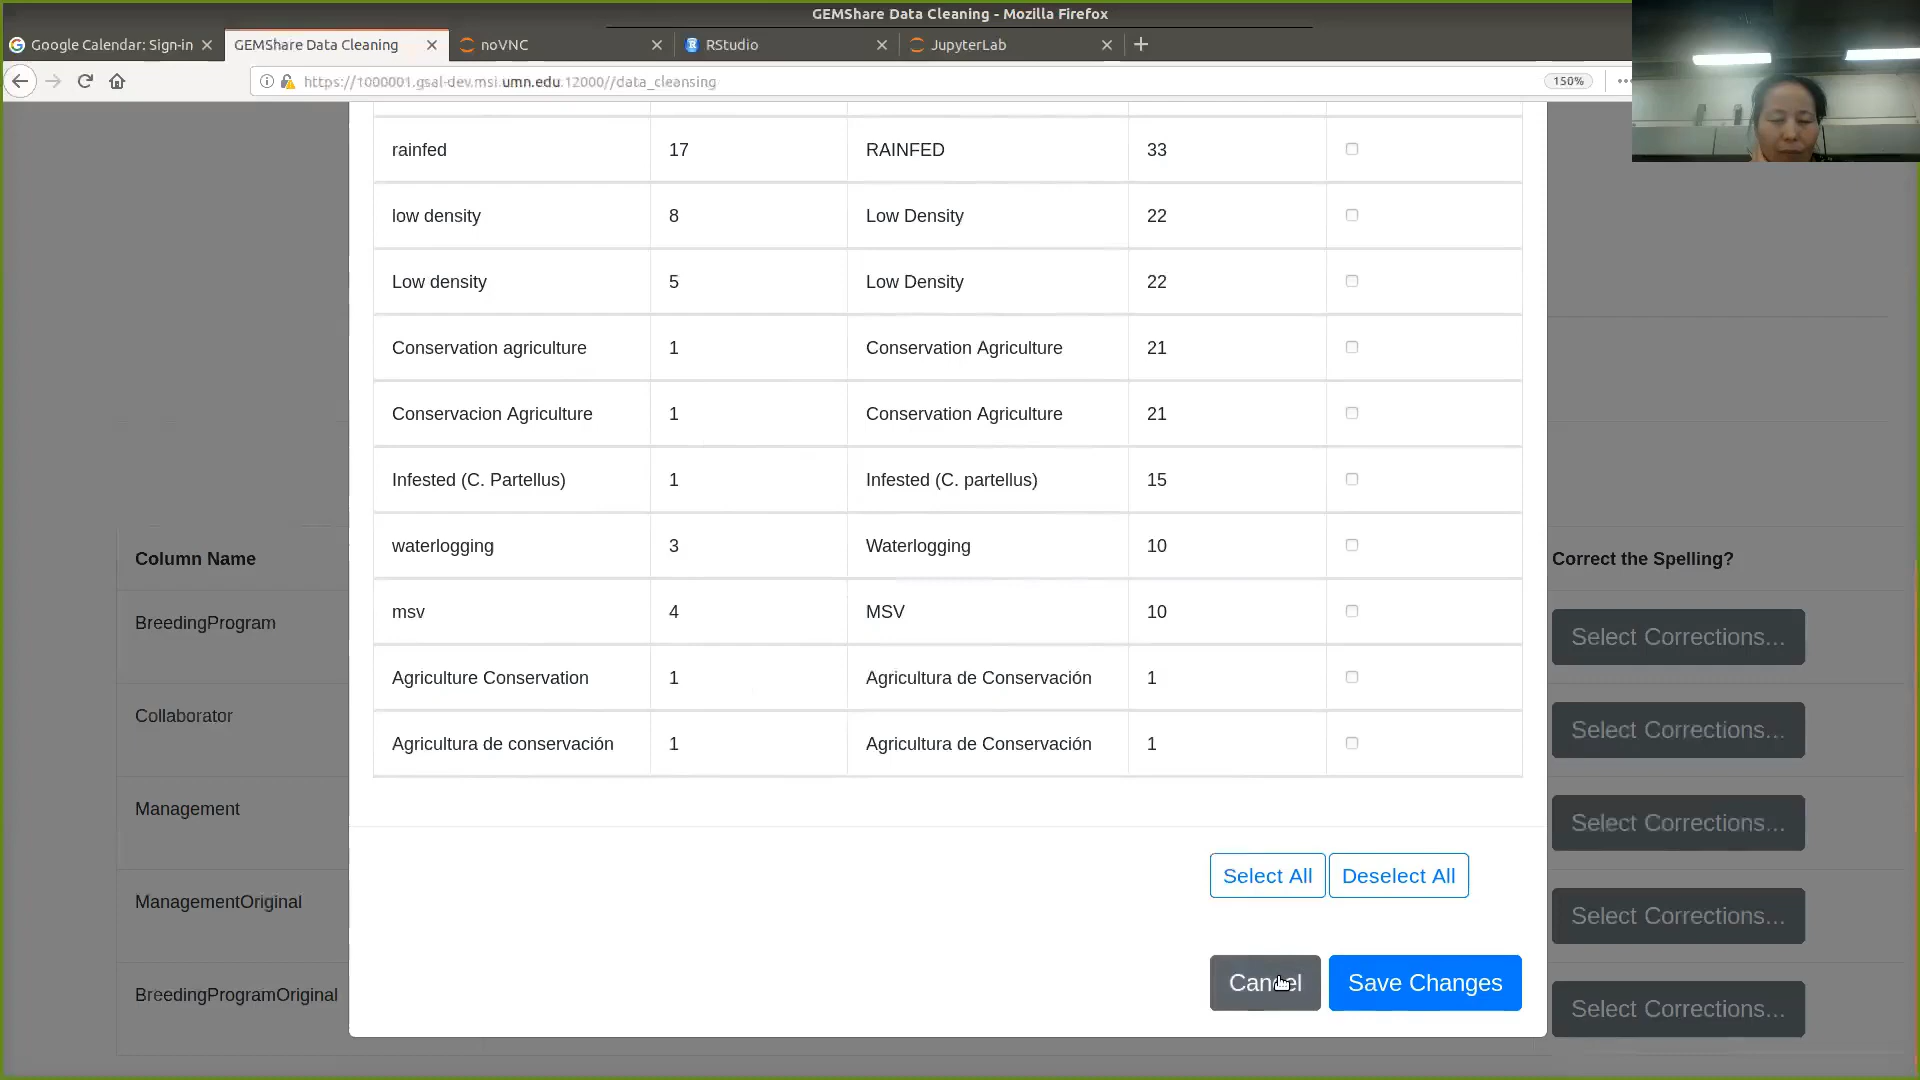 GEMShare Data Cleaning - Mozilla Firefox
Google Calendar: Sign-in
GEMShare Data Cleaning
noVNC
RStudio
JupyterLab
https://1000001.gsal-dev.msi.umn.edu:12000//data_cleansing
150%
rainfed 17 RAINFED 33
low density 8 Low Density 22
Low density 5 Low Density 22
Conservation agriculture 1 Conservation Agriculture 21
Conservacion Agriculture 1 Conservation Agriculture 21
Infested (C. Partellus) 1 Infested (C. partellus) 15
waterlogging 3 Waterlogging 10
msv 4 MSV 10
Agriculture Conservation 1 Agricultura de Conservación 1
Agricultura de conservación 1 Agricultura de Conservación 1
Select All Deselect All
Cancel Save Changes
Column Name Correct the Spelling?
BreedingProgram Select Corrections...
Collaborator Select Corrections...
Management Select Corrections...
ManagementOriginal Select Corrections...
BreedingProgramOriginal Select Corrections...